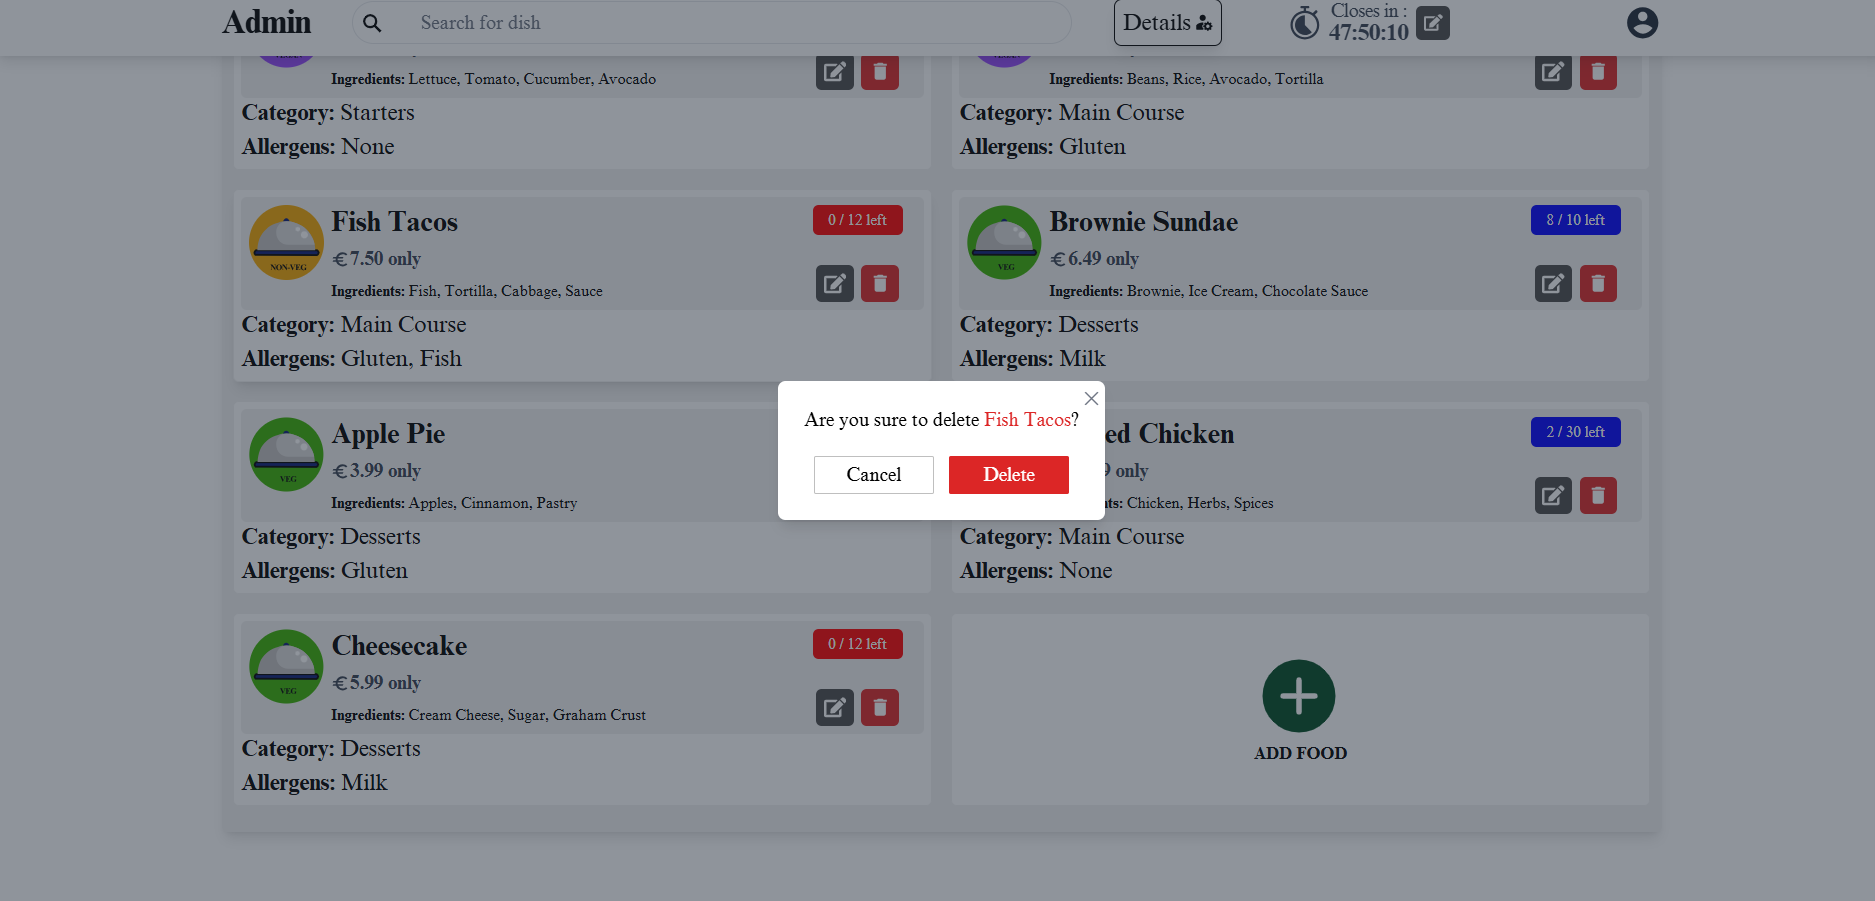 Admin
Search for dish
Details
Closes in :
47:50:10
Ingredients: Lettuce, Tomato, Cucumber, Avocado
Category: Starters
Allergens: None
Ingredients: Beans, Rice, Avocado, Tortilla
Category: Main Course
Allergens: Gluten
NON-VEG
Fish Tacos
0 / 12 left
€7.50 only
Ingredients: Fish, Tortilla, Cabbage, Sauce
Category: Main Course
Allergens: Gluten, Fish
VEG
Brownie Sundae
8 / 10 left
€6.49 only
Ingredients: Brownie, Ice Cream, Chocolate Sauce
Category: Desserts
Allergens: Milk
Are you sure to delete Fish Tacos?
Cancel
Delete
VEG
Apple Pie
€3.99 only
Ingredients: Apples, Cinnamon, Pastry
Category: Desserts
Allergens: Gluten
ed Chicken
2 / 30 left
9 only
nts: Chicken, Herbs, Spices
Category: Main Course
Allergens: None
VEG
Cheesecake
0 / 12 left
€5.99 only
Ingredients: Cream Cheese, Sugar, Graham Crust
Category: Desserts
Allergens: Milk
ADD FOOD